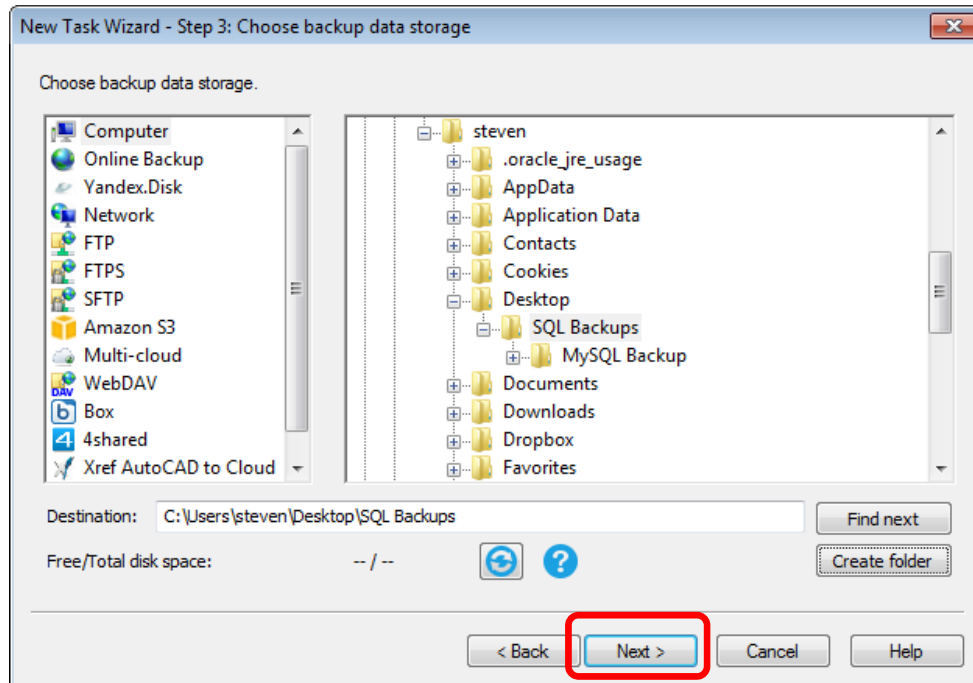 New Task Wizard - Step 3: Choose backup data storage
Choose backup data storage.
Computer
Online Backup
Yandex.Disk
Network
FTP
FTPS
SFTP
Amazon S3
Multi-cloud
DAV
WebDAV
b
Box
4
4shared
Xref AutoCAD to Cloud
steven
.oracle_jre_usage
AppData
Application Data
Contacts
Cookies
Desktop
SQL Backups
MySQL Backup
Documents
Downloads
Dropbox
Favorites
Destination: C:\Users\steven\Desktop\SQL Backups
Find next
Free/Total disk space: -- / --
?
Create folder
< Back Next > Cancel Help